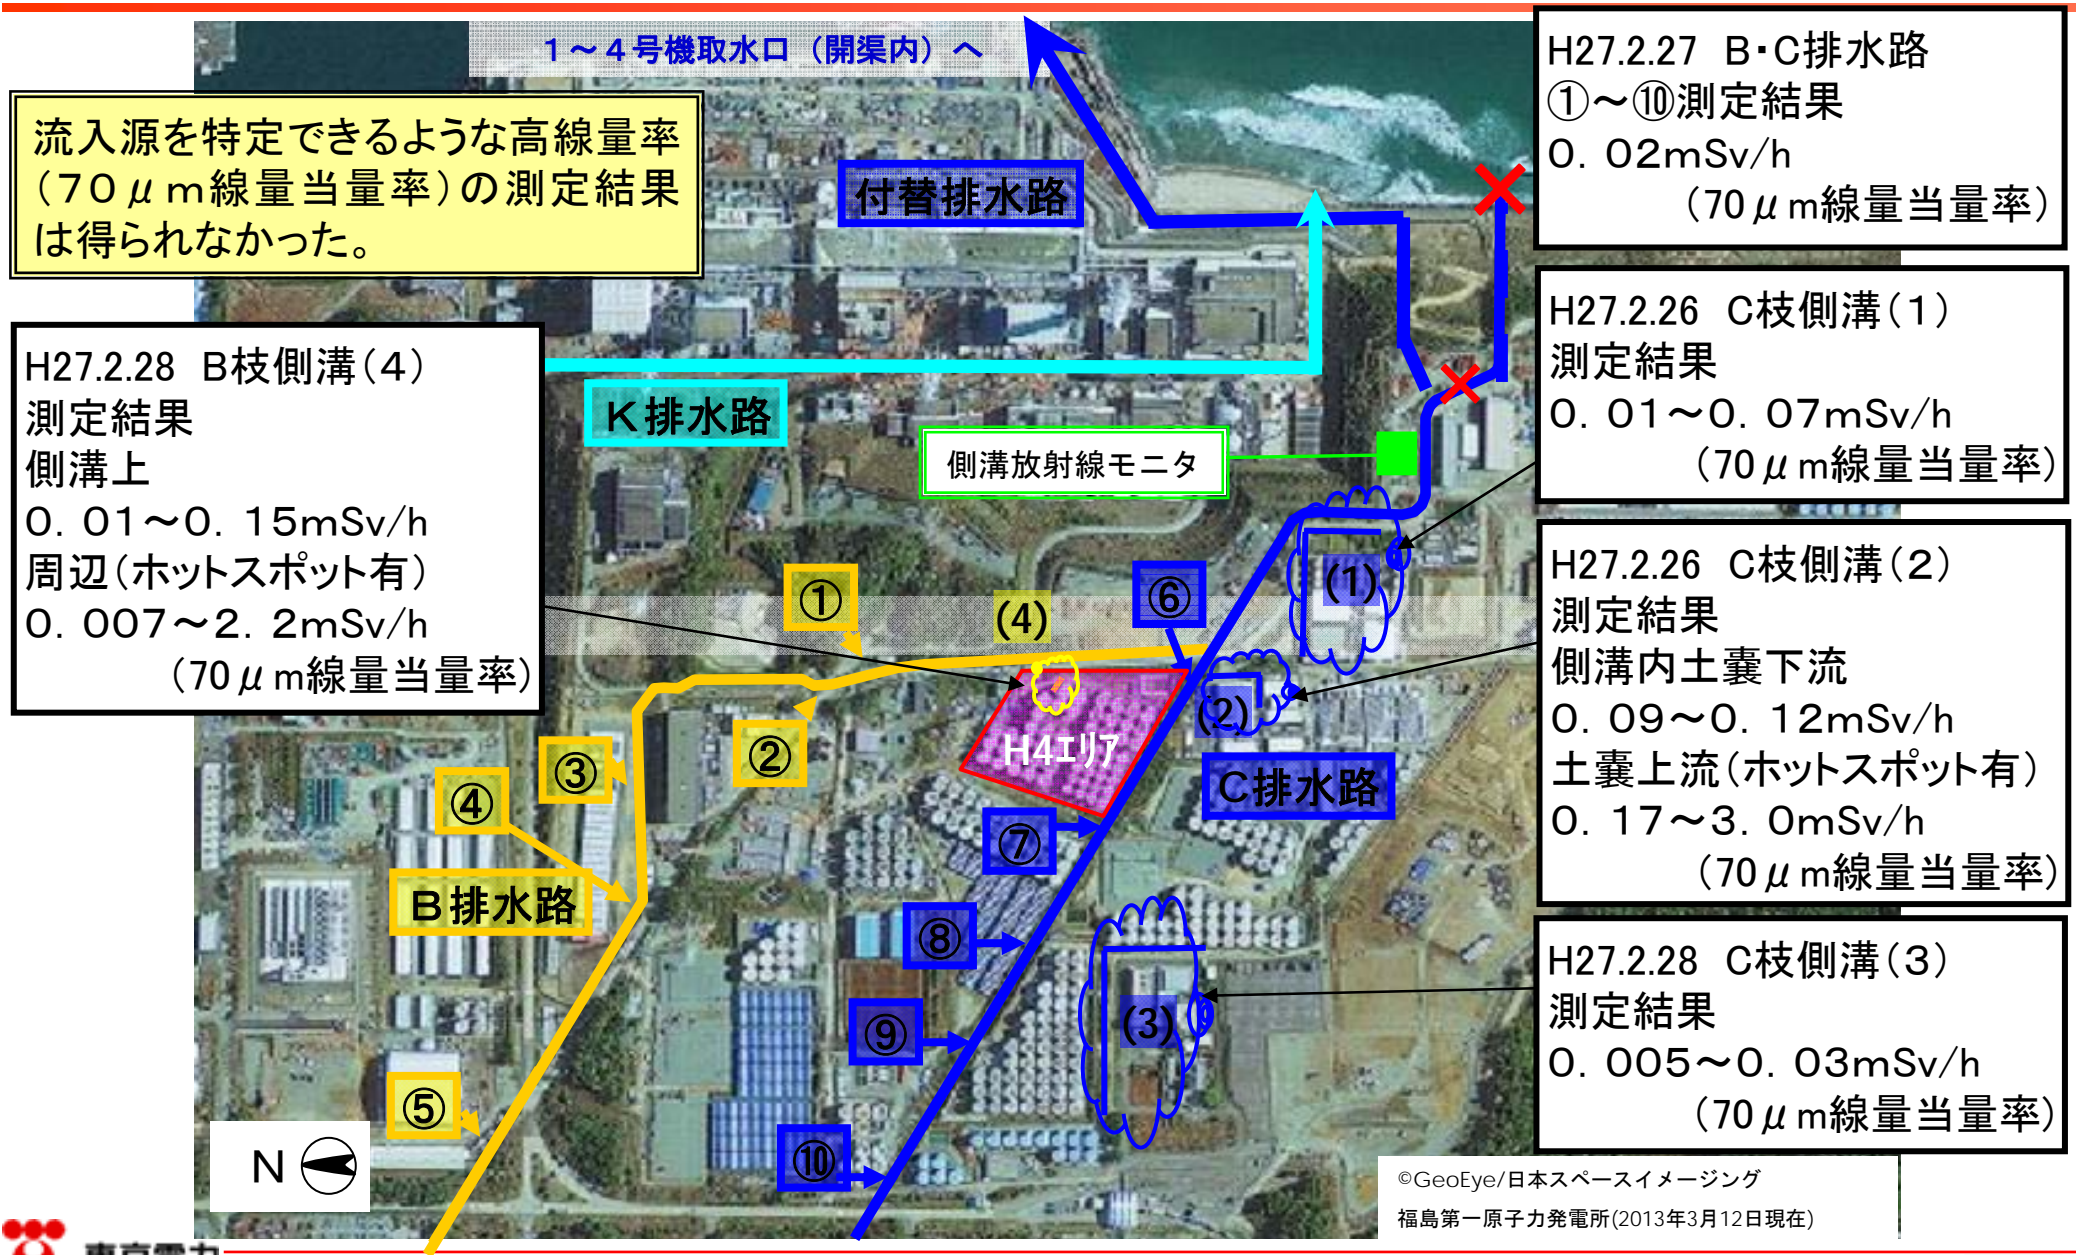 1～4号機取水口（開渠内）へ
流入源を特定できるような高線量率
（70μm線量当量率）の測定結果
は得られなかった。
H27.2.27 B・C排水路
①～⑩測定結果
0.02mSv/h
（70μm線量当量率）
付替排水路
H27.2.26 C枝側溝（1）
測定結果
0.01～0.07mSv/h
（70μm線量当量率）
H27.2.28 B枝側溝（4）
測定結果
側溝上
0.01～0.15mSv/h
周辺（ホットスポット有）
0.007～2.2mSv/h
（70μm線量当量率）
K排水路
側溝放射線モニタ
H27.2.26 C枝側溝（2）
測定結果
側溝内土嚢下流
0.09～0.12mSv/h
土嚢上流（ホットスポット有）
0.17～3.0mSv/h
（70μm線量当量率）
①
(4)
⑥
(1)
②
③
④
H4エリア
(2)
C排水路
⑦
B排水路
⑧
⑨
(3)
⑤
⑩
H27.2.28 C枝側溝（3）
測定結果
0.005～0.03mSv/h
（70μm線量当量率）
N
©GeoEye/日本スペースイメージング
福島第一原子力発電所(2013年3月12日現在)
東京電力